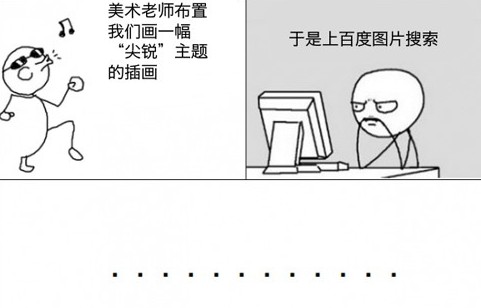 美术老师布置
我们画一幅
“尖锐”主题
的插画
于是上百度图片搜索
............